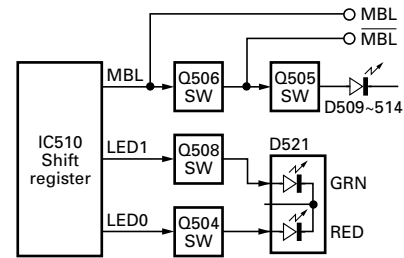 MBL
M̅B̅L̅
MBL
Q506
SW
Q505
SW
D509~514
IC510
Shift
register
LED1
Q508
SW
D521
GRN
LED0
Q504
SW
RED